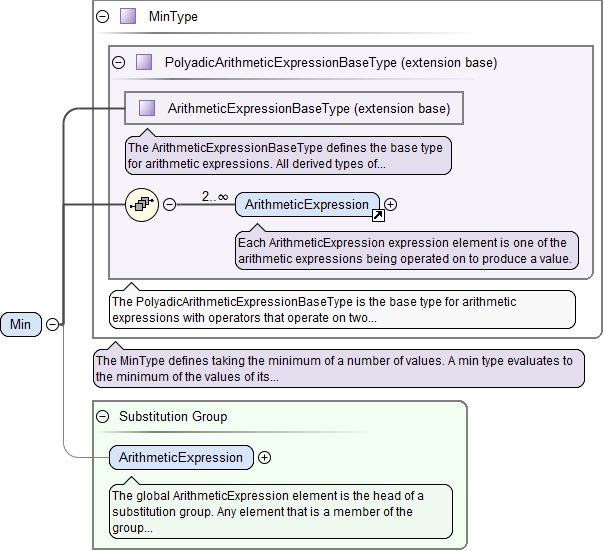 MinType
PolyadicArithmeticExpressionBaseType (extension base)
ArithmeticExpressionBaseType (extension base)
The ArithmeticExpressionBaseType defines the base type
for arithmetic expressions. All derived types of...
2..∞
ArithmeticExpression
Each ArithmeticExpression expression element is one of the
arithmetic expressions being operated on to produce a value.
The PolyadicArithmeticExpressionBaseType is the base type for arithmetic
expressions with operators that operate on two...
Min
The MinType defines taking the minimum of a number of values. A min type evaluates to
the minimum of the values of its...
Substitution Group
ArithmeticExpression
The global ArithmeticExpression element is the head of a
substitution group. Any element that is a member of the
group...